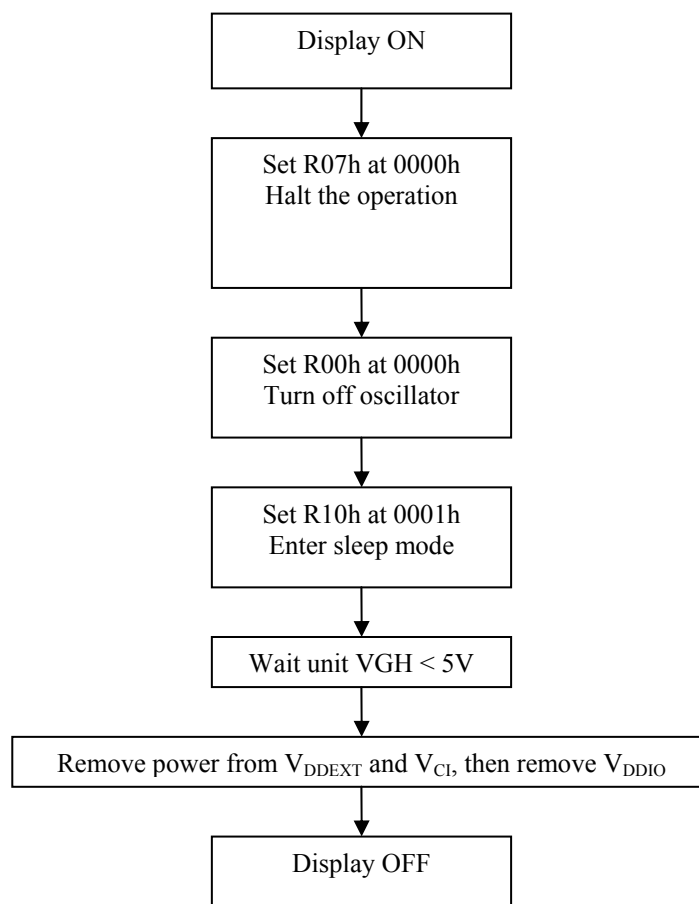 Display ON
Set R07h at 0000h
Halt the operation
Set R00h at 0000h
Turn off oscillator
Set R10h at 0001h
Enter sleep mode
Wait unit VGH < 5V
Remove power from VDDEXT and VCI, then remove VDDIO
Display OFF